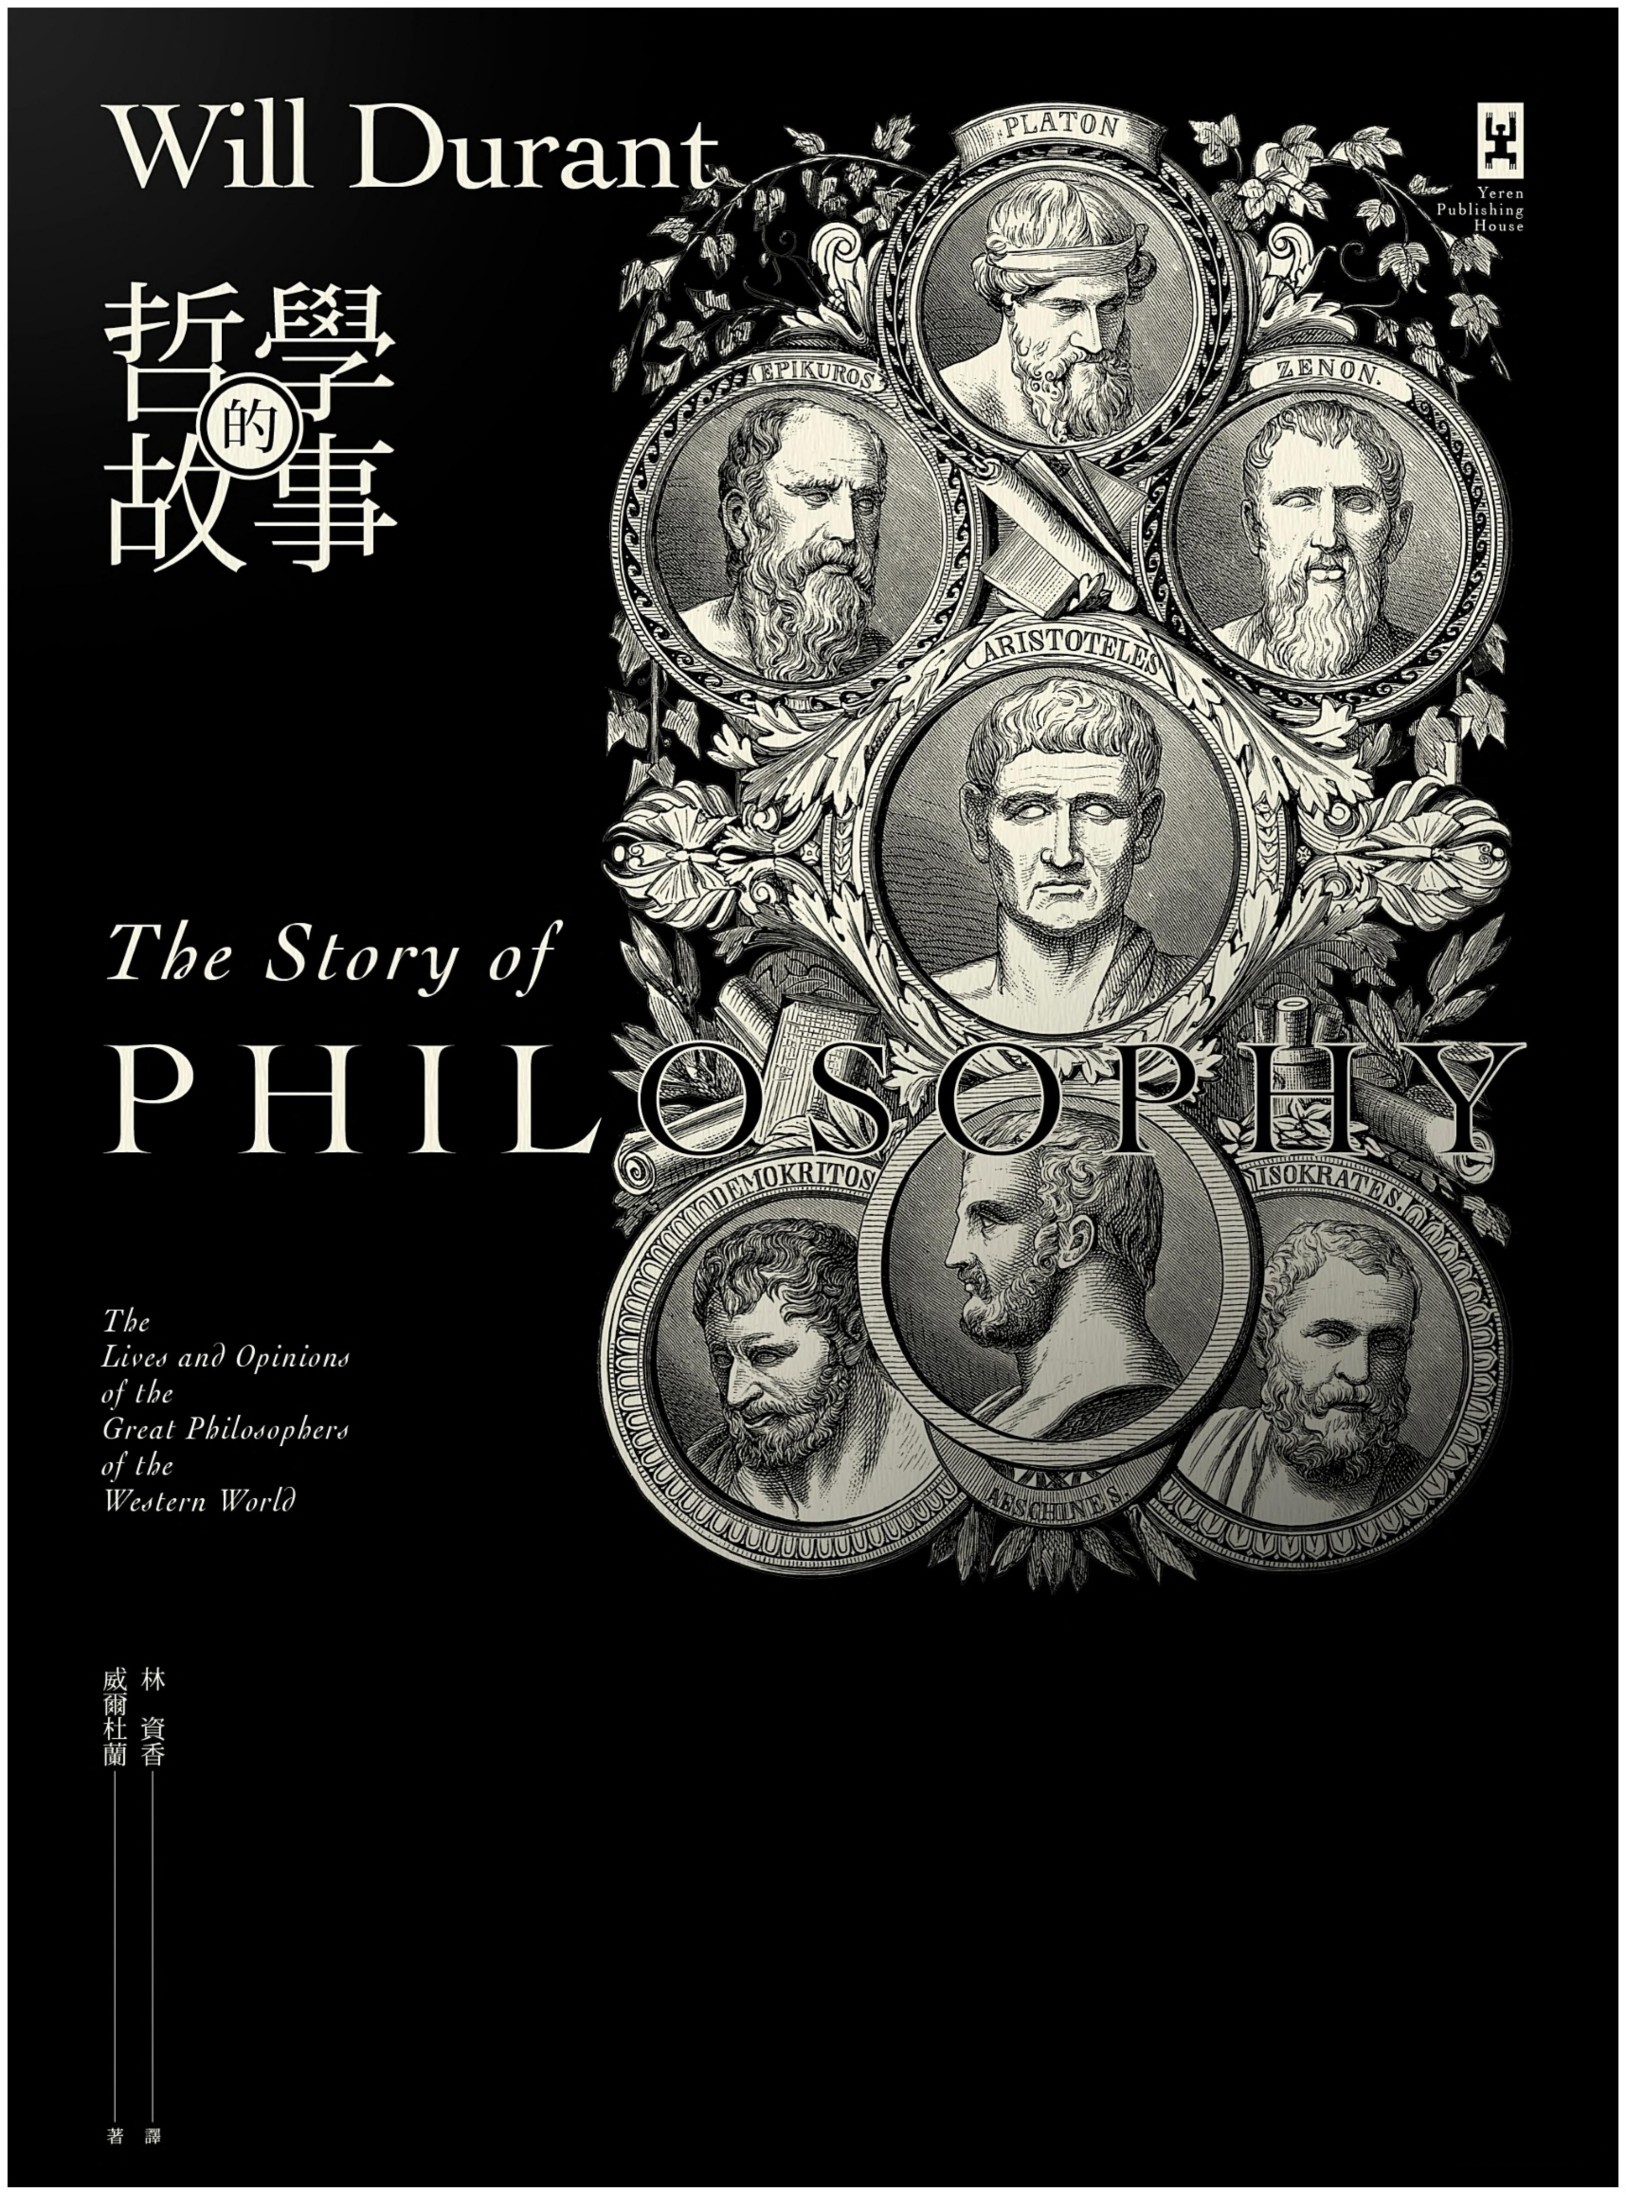 Will Durant
PLATON
Yeren
Publishing
House
哲學
的
故事
EPIKUROS
ZENON.
ARISTOTELES
The Story of
PHILOSOPHY
DEMOKRITOS
ISOKRATES.
AESCHINES.
The
Lives and Opinions
of the
Great Philosophers
of the
Western World
威爾杜蘭 著
林 資香 譯